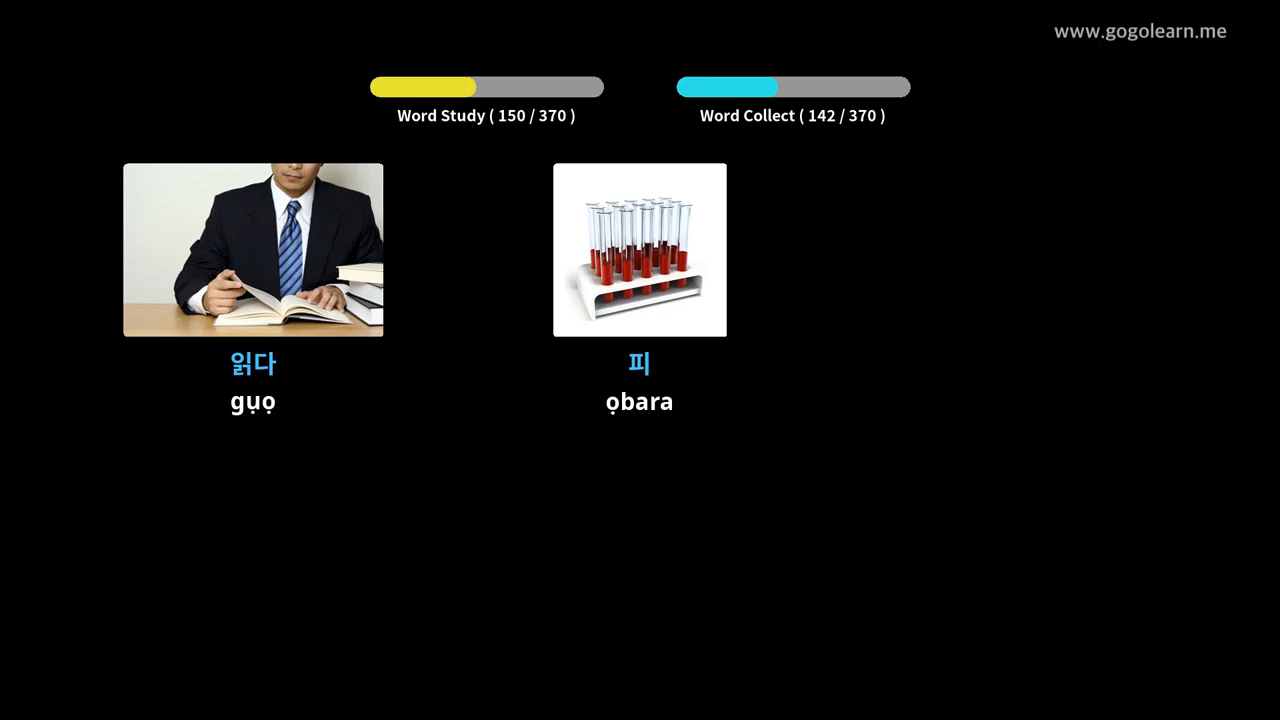 www.gogolearn.me
Word Study ( 150 / 370 )
Word Collect ( 142 / 370 )
읽다
gụọ
피
ọbara